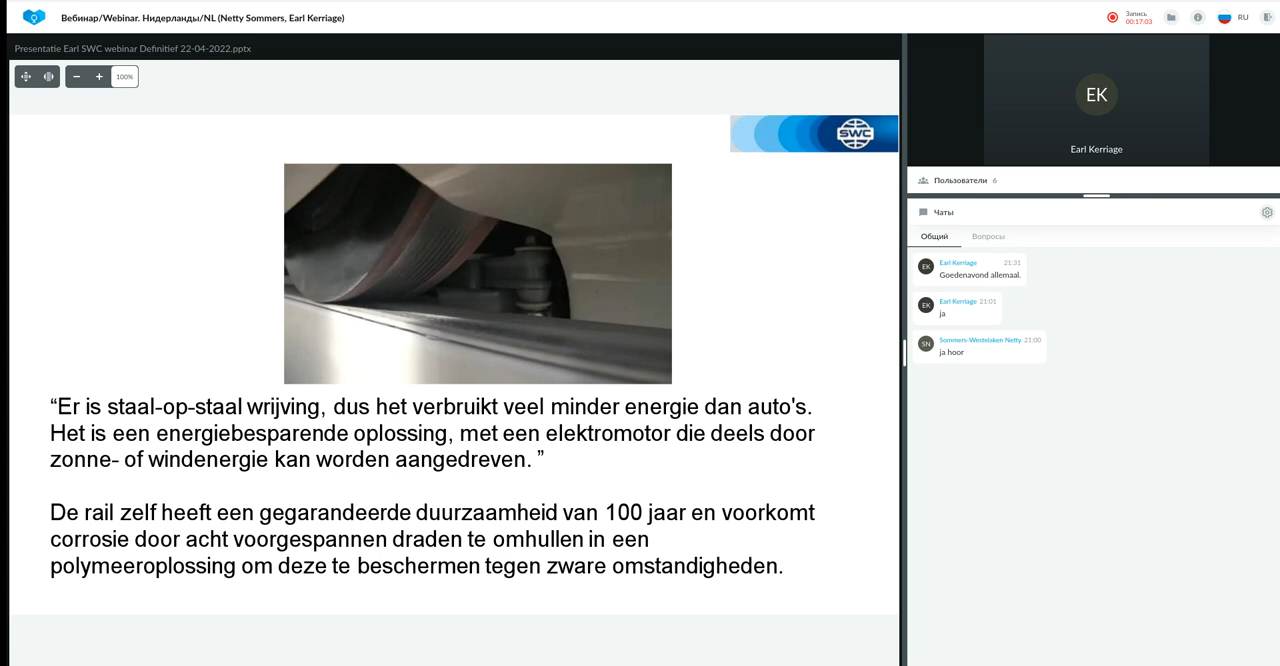 Вебинар/Webinar. Нидерланды/NL (Netty Sommers, Earl Kerriage)
Запись
00:17:03
RU
Presentatie Earl SWC webinar Definitief 22-04-2022.pptx
100%
SWC
“Er is staal-op-staal wrijving, dus het verbruikt veel minder energie dan auto's.
Het is een energiebesparende oplossing, met een elektromotor die deels door
zonne- of windenergie kan worden aangedreven. ”
De rail zelf heeft een gegarandeerde duurzaamheid van 100 jaar en voorkomt
corrosie door acht voorgespannen draden te omhullen in een
polymeeroplossing om deze te beschermen tegen zware omstandigheden.
EK
Earl Kerriage
Пользователи 6
Чаты
Общий Вопросы
EK Earl Kerriage 21:31
Goedenavond allemaal.
EK Earl Kerriage 21:01
ja
SN Sommers-Westelaken Netty 21:00
ja hoor